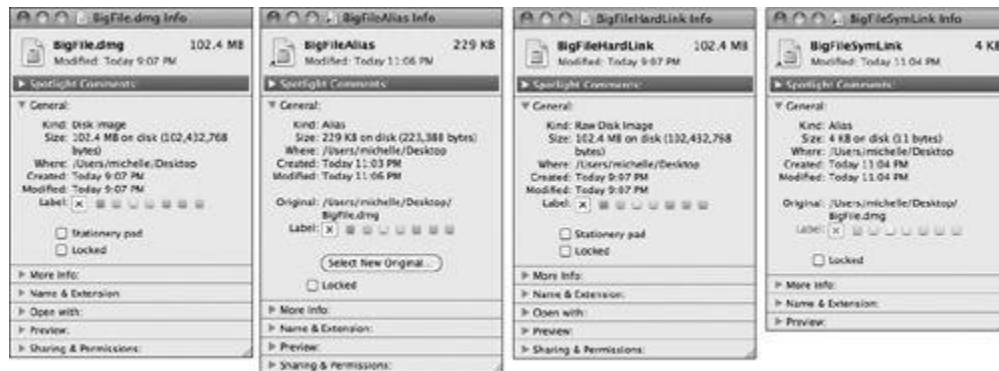 BigFile.dmg Info
BigFile.dmg 102.4 MB
Modified: Today 9:07 PM
Spotlight Comments:
General:
Kind: Disk Image
Size: 102.4 MB on disk (102,432,768
bytes)
Where: /Users/michelle/Desktop
Created: Today 9:07 PM
Modified: Today 9:07 PM
Label:
Stationery pad
Locked
More Info:
Name & Extension:
Open with:
Preview:
Sharing & Permissions:
BigFileAlias Info
BigFileAlias 229 KB
Modified: Today 11:06 PM
Spotlight Comments:
General:
Kind: Alias
Size: 229 KB on disk (223,388 bytes)
Where: /Users/michelle/Desktop
Created: Today 11:03 PM
Modified: Today 11:06 PM
Original: /Users/michelle/Desktop/
BigFile.dmg
Label:
Select New Original...
Locked
More Info:
Name & Extension:
Preview:
Sharing & Permissions:
BigFileHardLink Info
BigFileHardLink 102.4 MB
Modified: Today 9:07 PM
Spotlight Comments:
General:
Kind: Raw Disk Image
Size: 102.4 MB on disk (102,432,768
bytes)
Where: /Users/michelle/Desktop
Created: Today 9:07 PM
Modified: Today 9:07 PM
Label:
Stationery pad
Locked
More Info:
Name & Extension:
Open with:
Preview:
Sharing & Permissions:
BigFileSymLink Info
BigFileSymLink 4 KB
Modified: Today 11:04 PM
Spotlight Comments:
General:
Kind: Alias
Size: 4 KB on disk (11 bytes)
Where: /Users/michelle/Desktop
Created: Today 11:04 PM
Modified: Today 11:04 PM
Original: /Users/michelle/Desktop/
BigFile.dmg
Label:
Locked
More Info:
Name & Extension:
Preview: